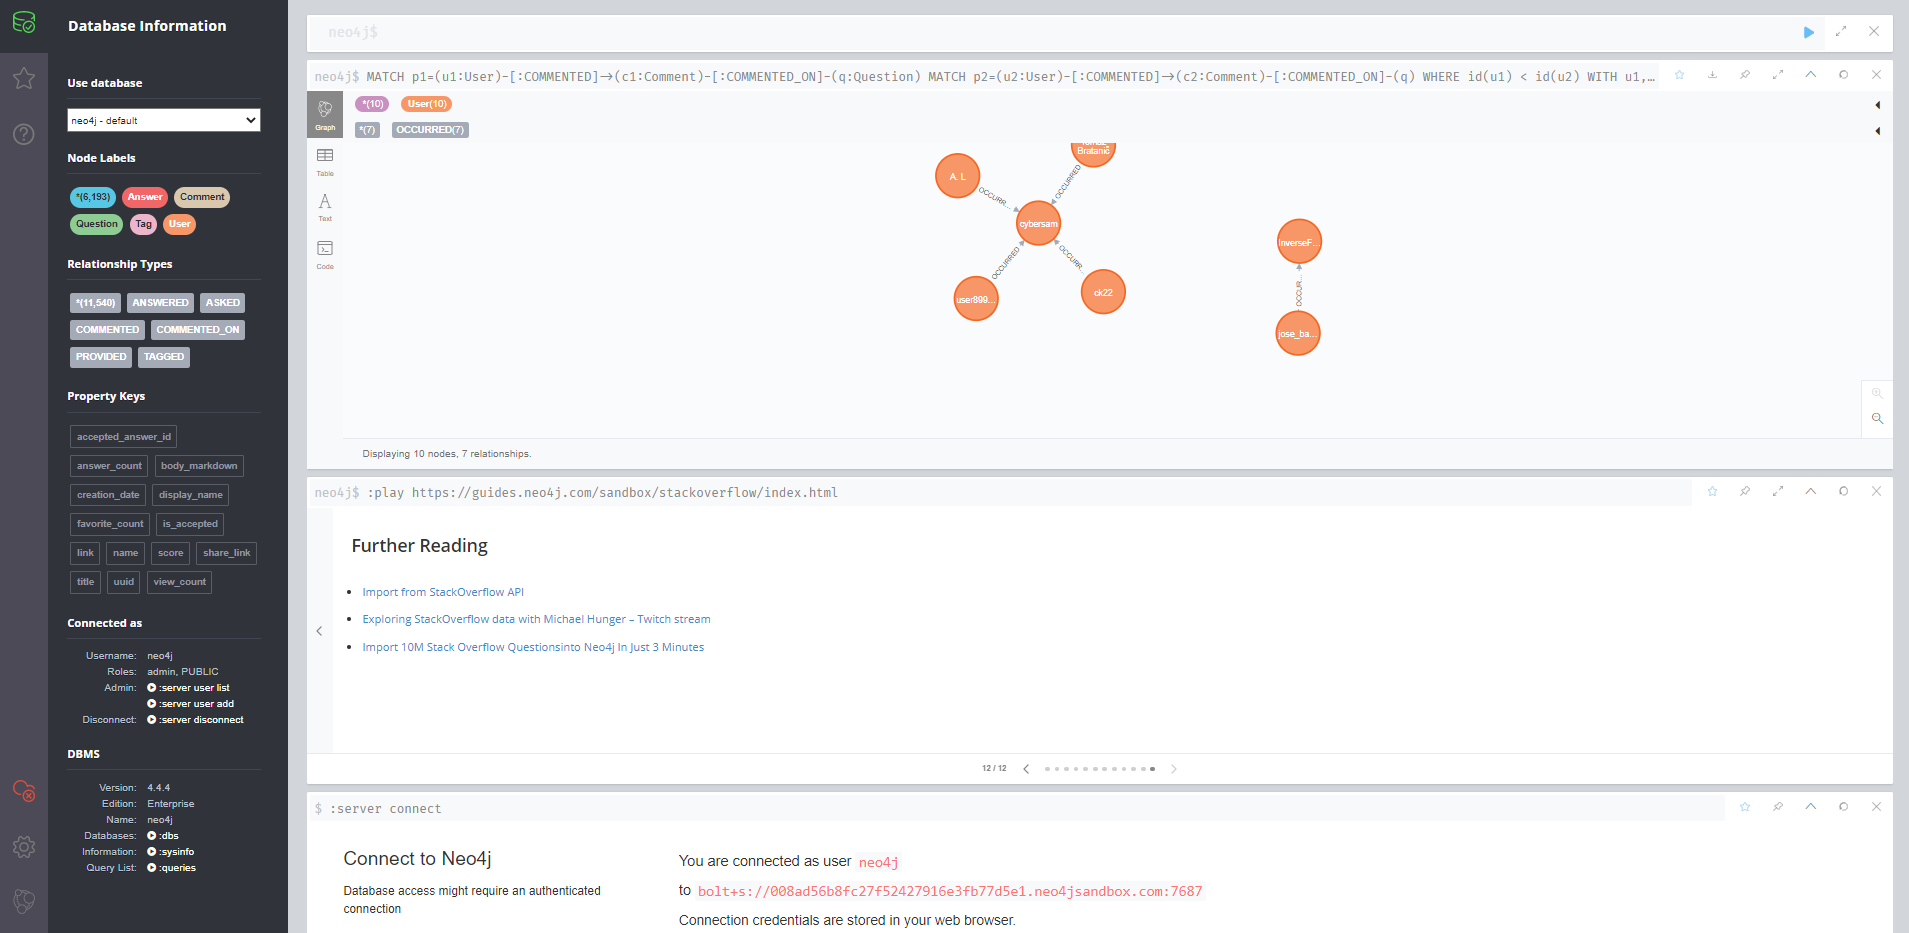 Database Information
Use database
neo4j - default
Node Labels
*(6,193) Answer Comment
Question Tag User
Relationship Types
*(11,540) ANSWERED ASKED
COMMENTED COMMENTED_ON
PROVIDED TAGGED
Property Keys
accepted_answer_id
answer_count body_markdown
creation_date display_name
favorite_count is_accepted
link name score share_link
title uuid view_count
Connected as
Username: neo4j
Roles: admin, PUBLIC
Admin: :server user list
:server user add
Disconnect: :server disconnect
DBMS
Version: 4.4.4
Edition: Enterprise
Name: neo4j
Databases: :dbs
Information: :sysinfo
Query List: :queries
neo4j$
neo4j$ MATCH p1=(u1:User)-[:COMMENTED]→(c1:Comment)-[:COMMENTED_ON]-(q:Question) MATCH p2=(u2:User)-[:COMMENTED]→(c2:Comment)-[:COMMENTED_ON]-(q) WHERE id(u1) < id(u2) WITH u1,…
Graph
Table
Text
Code
*(10) User(10)
*(7) OCCURRED(7)
Bratanič
A. L
OCCURR…
OCCURRED
cybersam
OCCURRED
OCCURR…
user899…
ck22
InverseF…
OCCUR…
jose_ba…
Displaying 10 nodes, 7 relationships.
neo4j$ :play https://guides.neo4j.com/sandbox/stackoverflow/index.html
Further Reading
Import from StackOverflow API
Exploring StackOverflow data with Michael Hunger – Twitch stream
Import 10M Stack Overflow Questionsinto Neo4j In Just 3 Minutes
12 / 12
$ :server connect
Connect to Neo4j
Database access might require an authenticated
connection
You are connected as user neo4j
to bolt+s://008ad56b8fc27f52427916e3fb77d5e1.neo4jsandbox.com:7687
Connection credentials are stored in your web browser.